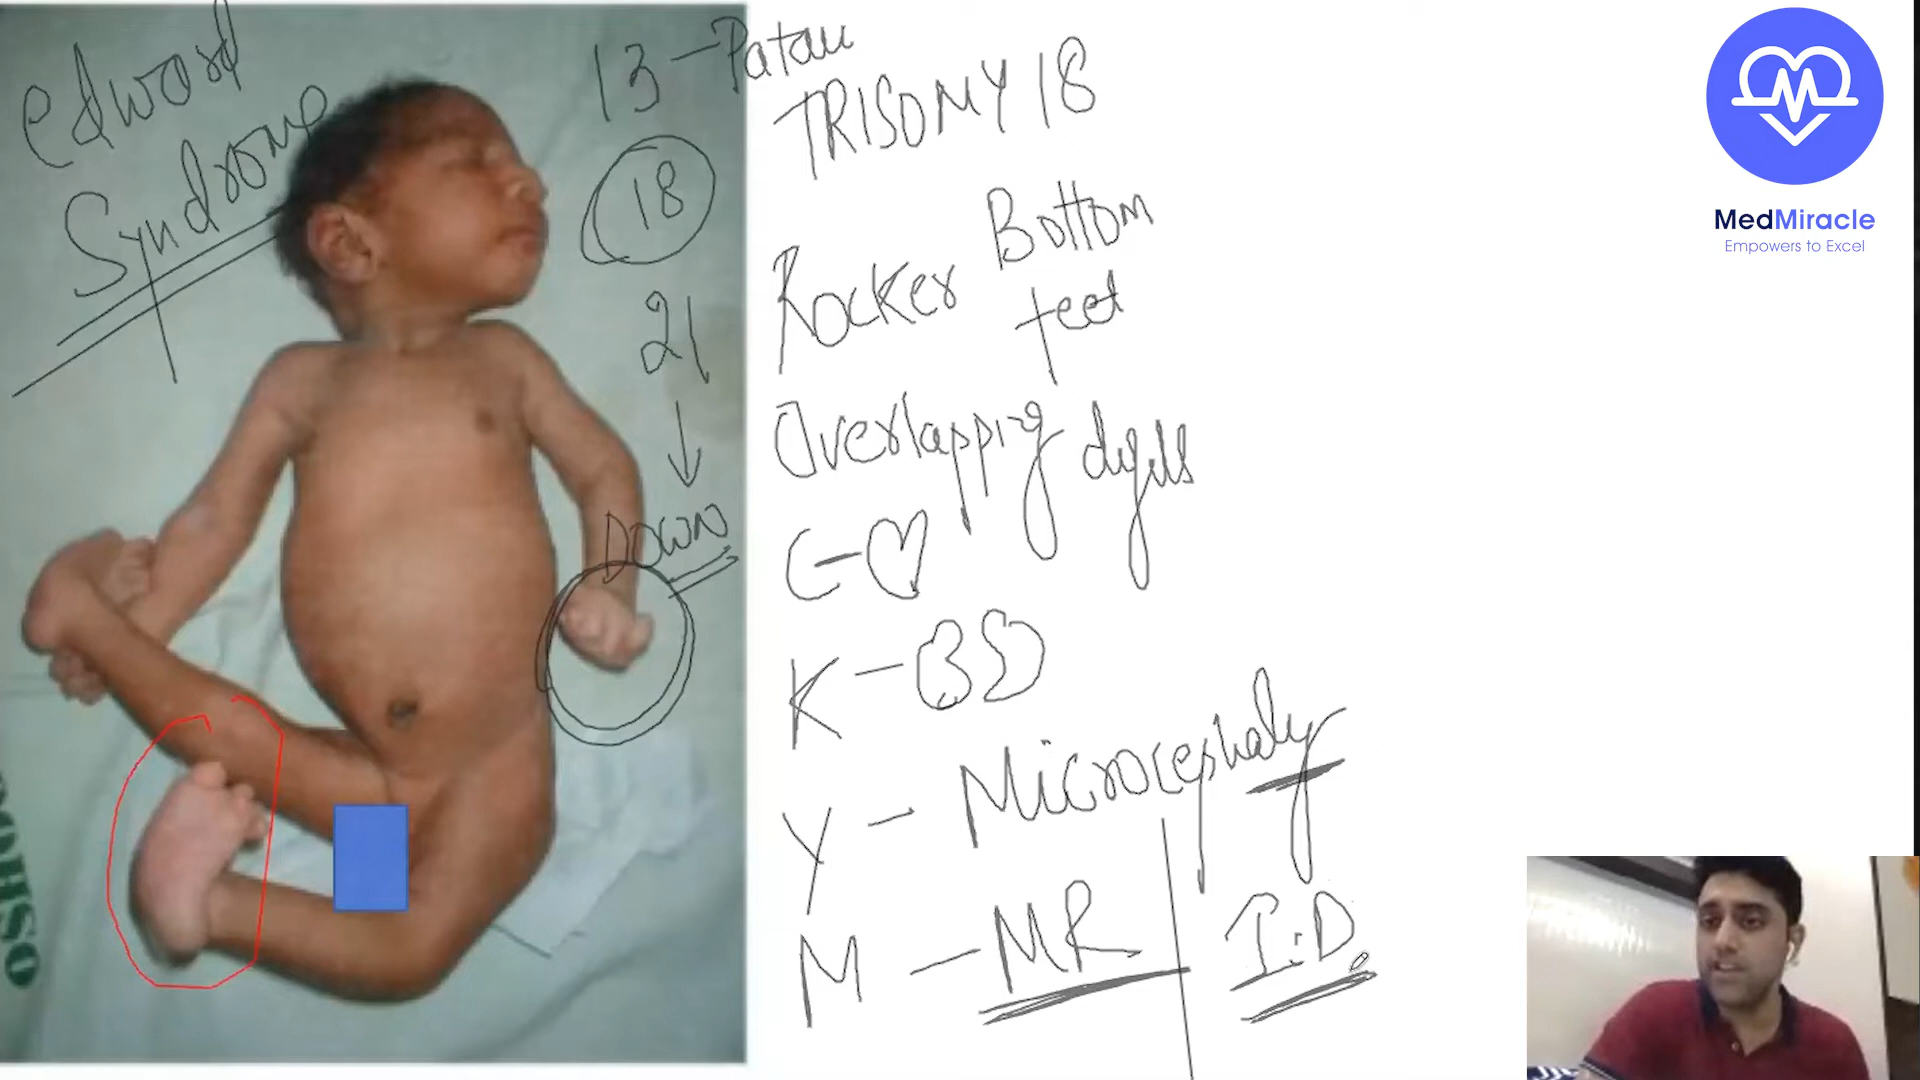 edward
Syndrome
13 - Patau
18
21
↓
DOWN
TRISOMY 18
Rocker Bottom
feet
Overlapping digits
C -
K -
Y - Microcephaly
M - MR
I.D.
MedMiracle
Empowers to Excel
OSHSO